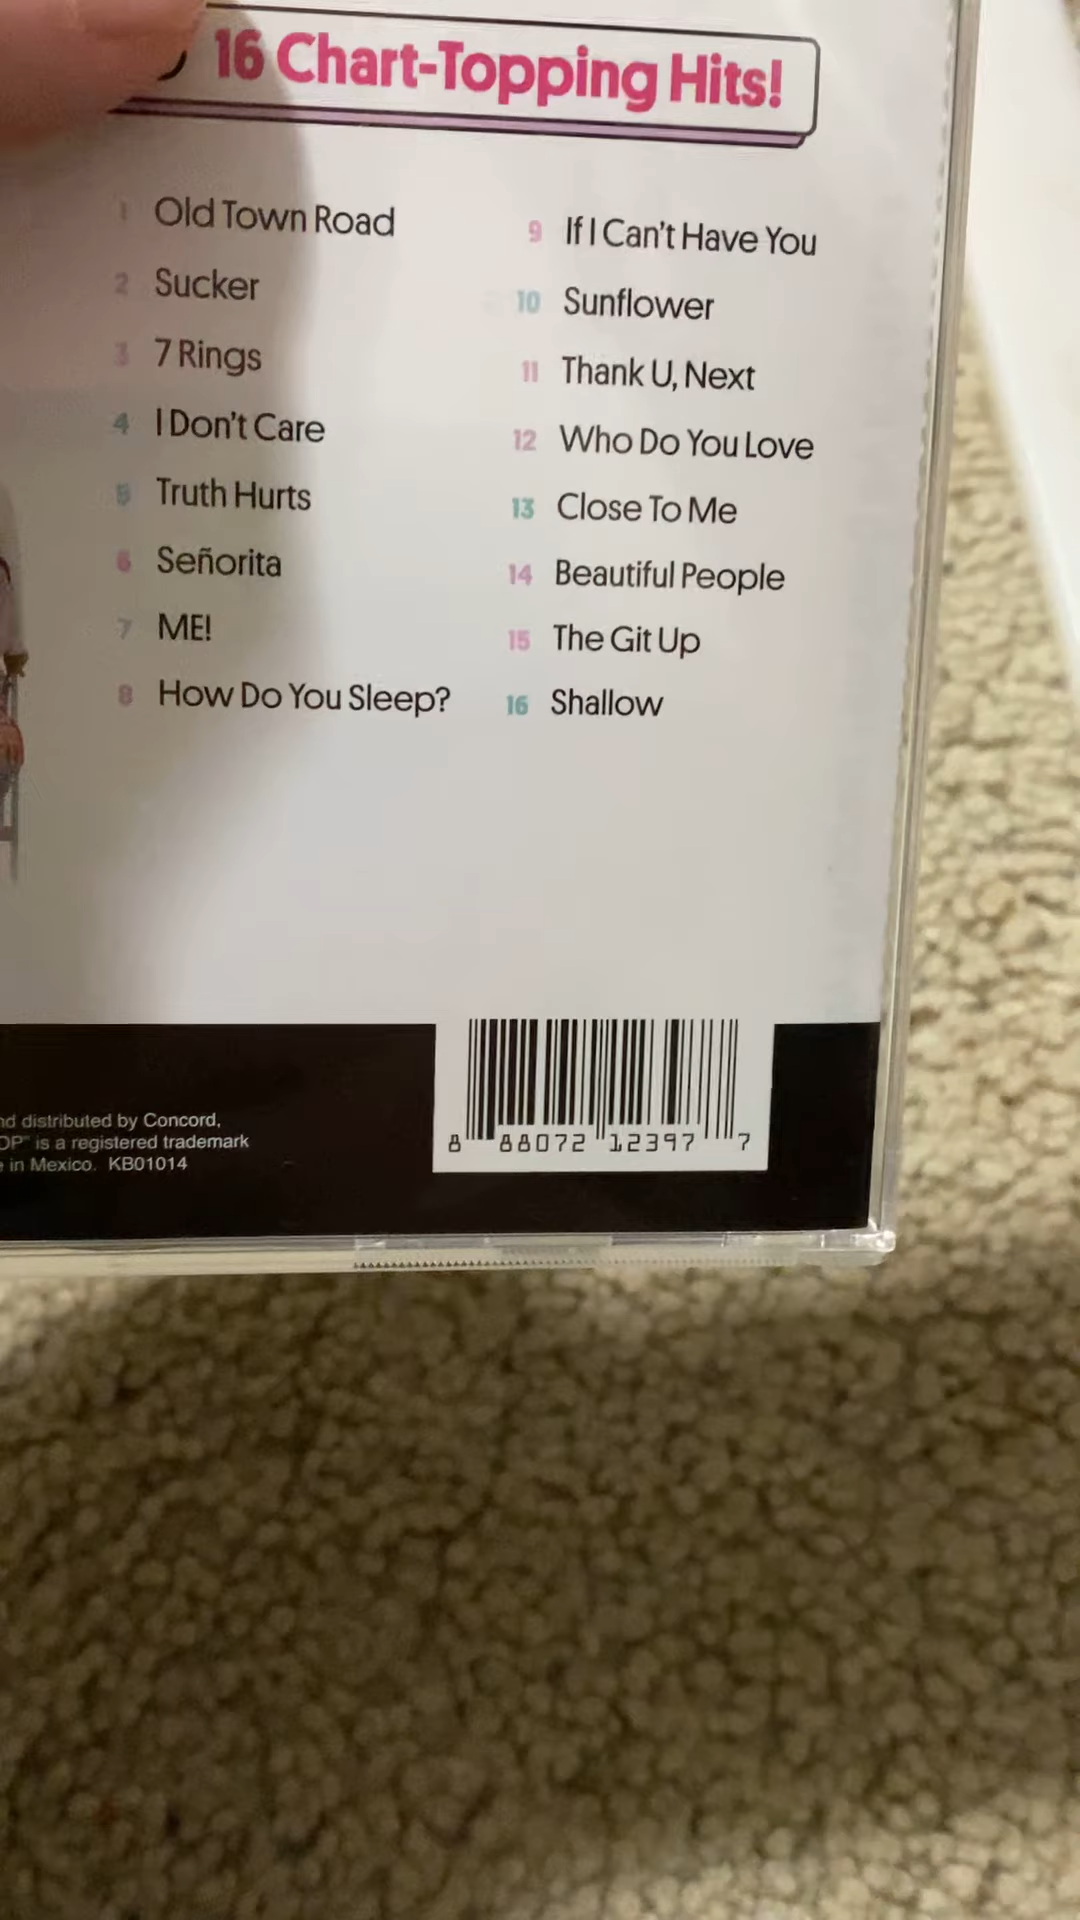 16 Chart-Topping Hits!
1 Old Town Road
2 Sucker
3 7 Rings
4 I Don't Care
5 Truth Hurts
6 Señorita
7 ME!
8 How Do You Sleep?
9 If I Can't Have You
10 Sunflower
11 Thank U, Next
12 Who Do You Love
13 Close To Me
14 Beautiful People
15 The Git Up
16 Shallow
distributed by Concord,
is a registered trademark
in Mexico. KB01014
8 88072 12397 7